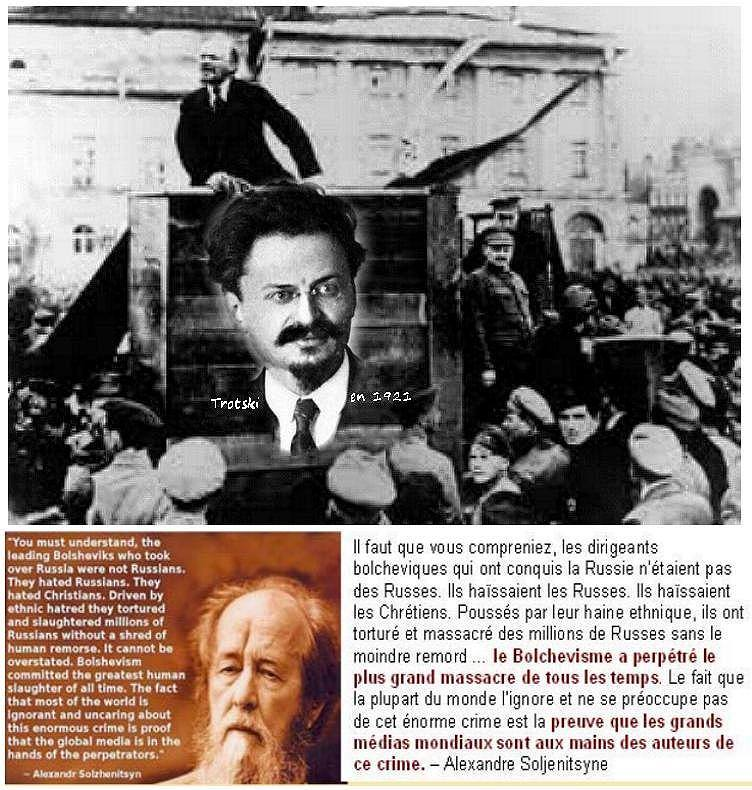 Trotski en 1921
"You must understand, the
leading Bolsheviks who took
over Russia were not Russians.
They hated Russians. They
hated Christians. Driven by
ethnic hatred they tortured
and slaughtered millions of
Russians without a shred of
human remorse. It cannot be
overstated. Bolshevism
committed the greatest human
slaughter of all time. The fact
that most of the world is
ignorant and uncaring about
this enormous crime is proof
that the global media is in the
hands of the perpetrators."
~ Alexandr Solzhenitsyn
Il faut que vous compreniez, les dirigeants
bolcheviques qui ont conquis la Russie n'étaient pas
des Russes. Ils haïssaient les Russes. Ils haïssaient
les Chrétiens. Poussés par leur haine ethnique, ils ont
torturé et massacré des millions de Russes sans le
moindre remord ... le Bolchevisme a perpétré le
plus grand massacre de tous les temps. Le fait que
la plupart du monde l'ignore et ne se préoccupe pas
de cet énorme crime est la preuve que les grands
médias mondiaux sont aux mains des auteurs de
ce crime. – Alexandre Soljenitsyne